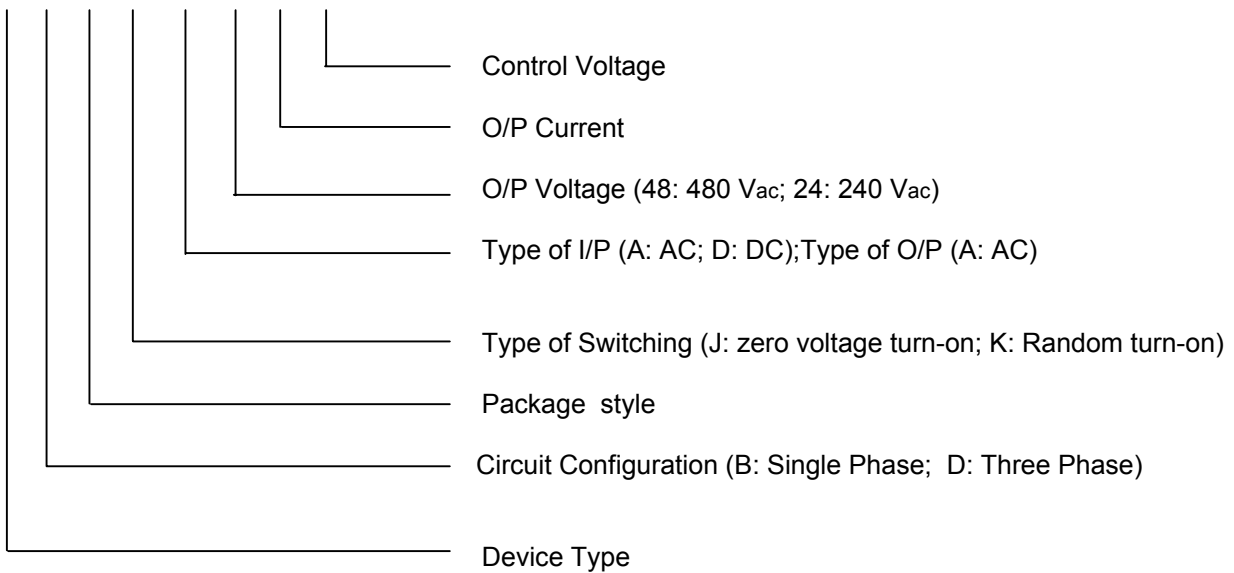 Control Voltage
O/P Current
O/P Voltage (48: 480 Vac; 24: 240 Vac)
Type of I/P (A: AC; D: DC);Type of O/P (A: AC)
Type of Switching (J: zero voltage turn-on; K: Random turn-on)
Package style
Circuit Configuration (B: Single Phase; D: Three Phase)
Device Type